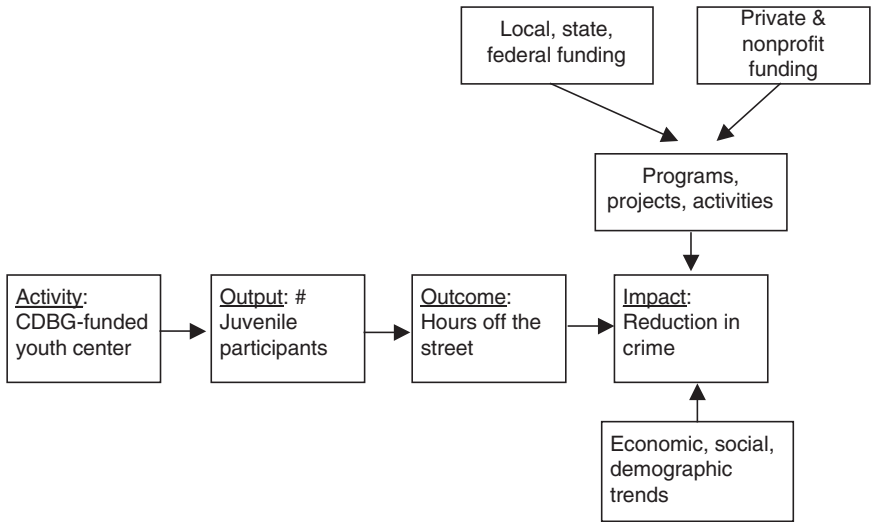 Local, state,
federal funding
Private &
nonprofit
funding
Programs,
projects, activities
Activity:
CDBG-funded
youth center
Output: #
Juvenile
participants
Outcome:
Hours off the
street
Impact:
Reduction in
crime
Economic, social,
demographic
trends